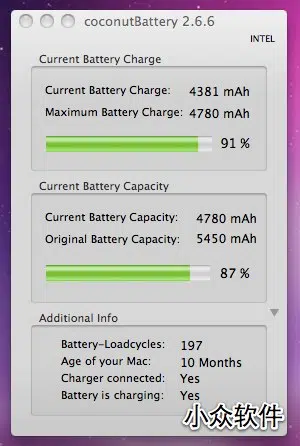 coconutBattery 2.6.6
INTEL
Current Battery Charge
Current Battery Charge: 4381 mAh
Maximum Battery Charge: 4780 mAh
91 %
Current Battery Capacity
Current Battery Capacity: 4780 mAh
Original Battery Capacity: 5450 mAh
87 %
Additional Info
Battery-Loadcycles: 197
Age of your Mac: 10 Months
Charger connected: Yes
Battery is charging: Yes
小众软件